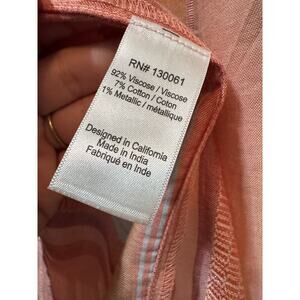 RN# 130061
92% Viscose / Viscose
7% Cotton / Coton
1% Metallic / métallique
Designed in California
Made in India
Fabriqué en Inde